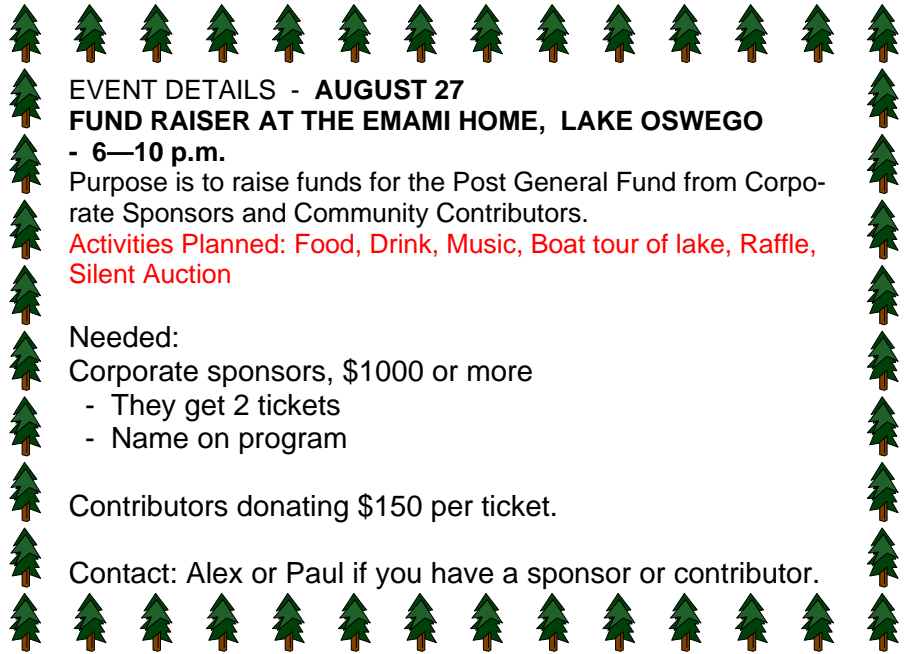 EVENT DETAILS - AUGUST 27
FUND RAISER AT THE EMAMI HOME, LAKE OSWEGO
- 6—10 p.m.
Purpose is to raise funds for the Post General Fund from Corpo-
rate Sponsors and Community Contributors.
Activities Planned: Food, Drink, Music, Boat tour of lake, Raffle,
Silent Auction
Needed:
Corporate sponsors, $1000 or more
- They get 2 tickets
- Name on program
Contributors donating $150 per ticket.
Contact: Alex or Paul if you have a sponsor or contributor.